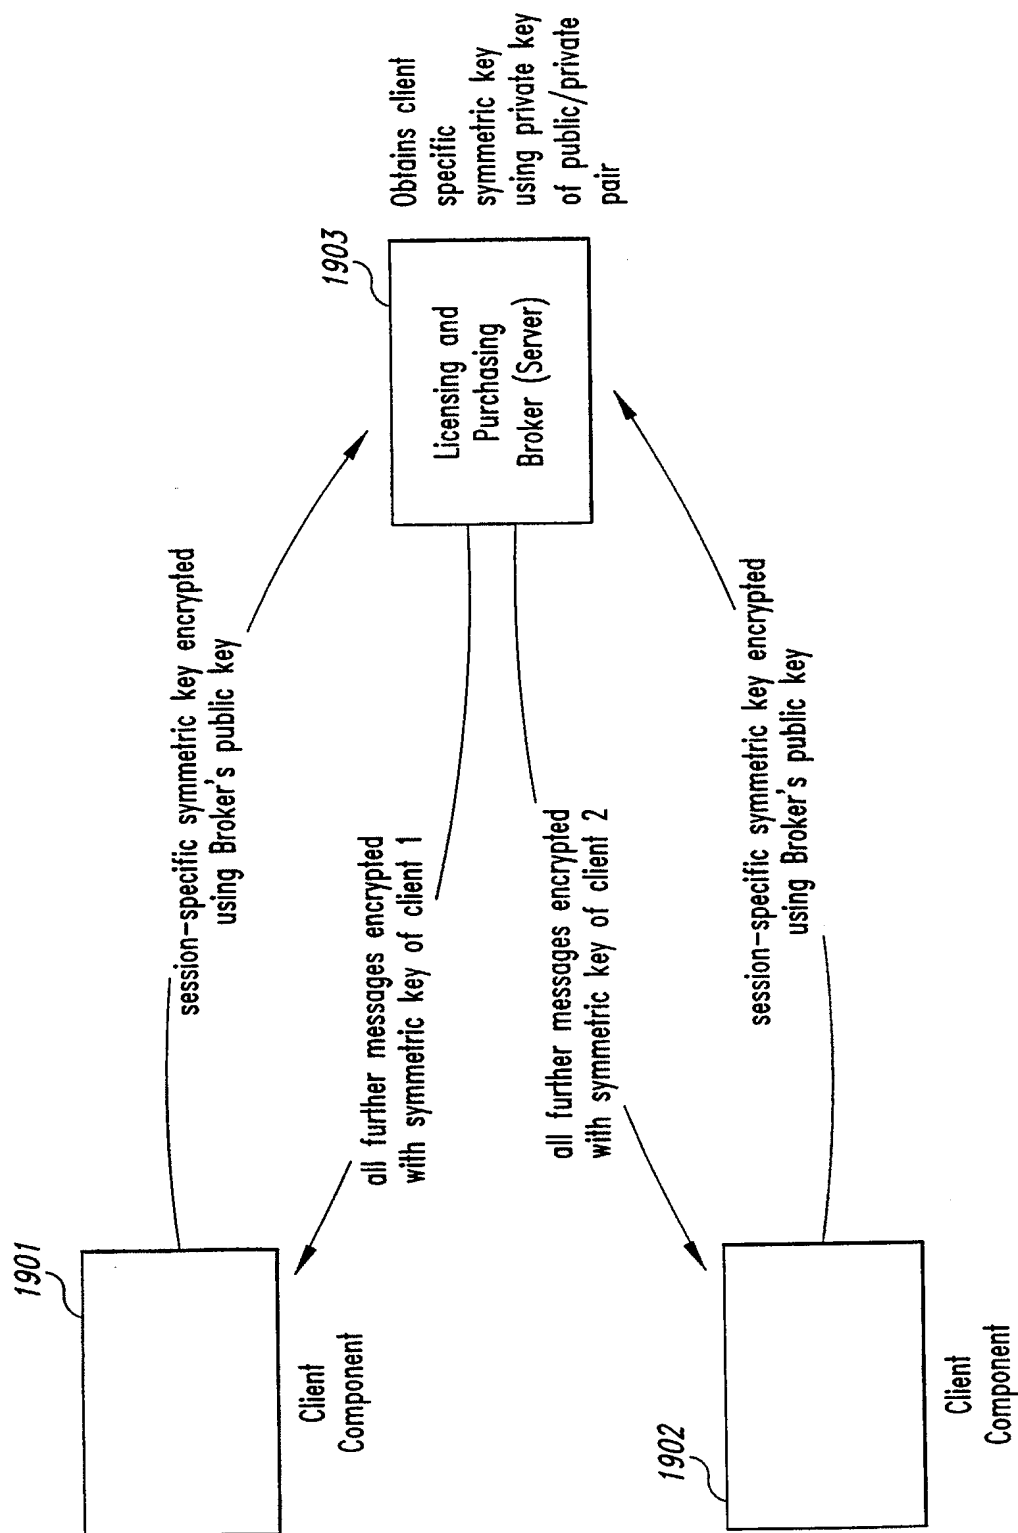 1901
Client
Component
session-specific symmetric key encrypted
using Broker's public key
all further messages encrypted
with symmetric key of client 1
1903
Licensing and
Purchasing
Broker (Server)
Obtains client
specific
symmetric key
using private key
of public/private
pair
all further messages encrypted
with symmetric key of client 2
session-specific symmetric key encrypted
using Broker's public key
1902
Client
Component